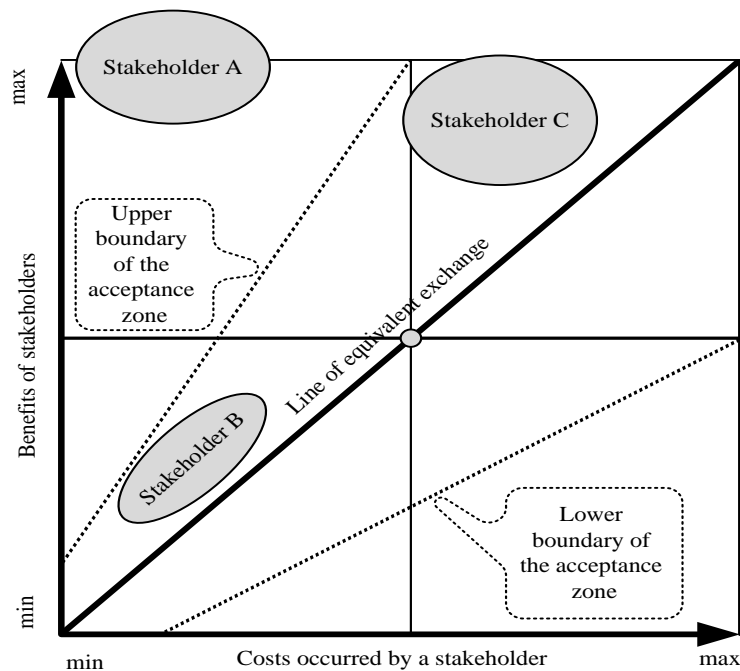 Stakeholder A
Stakeholder C
max
Upper
boundary
of the
acceptance
zone
Line of equivalent exchange
Benefits of stakeholders
Stakeholder B
Lower
boundary of
the acceptance
zone
min
min
Costs occurred by a stakeholder
max